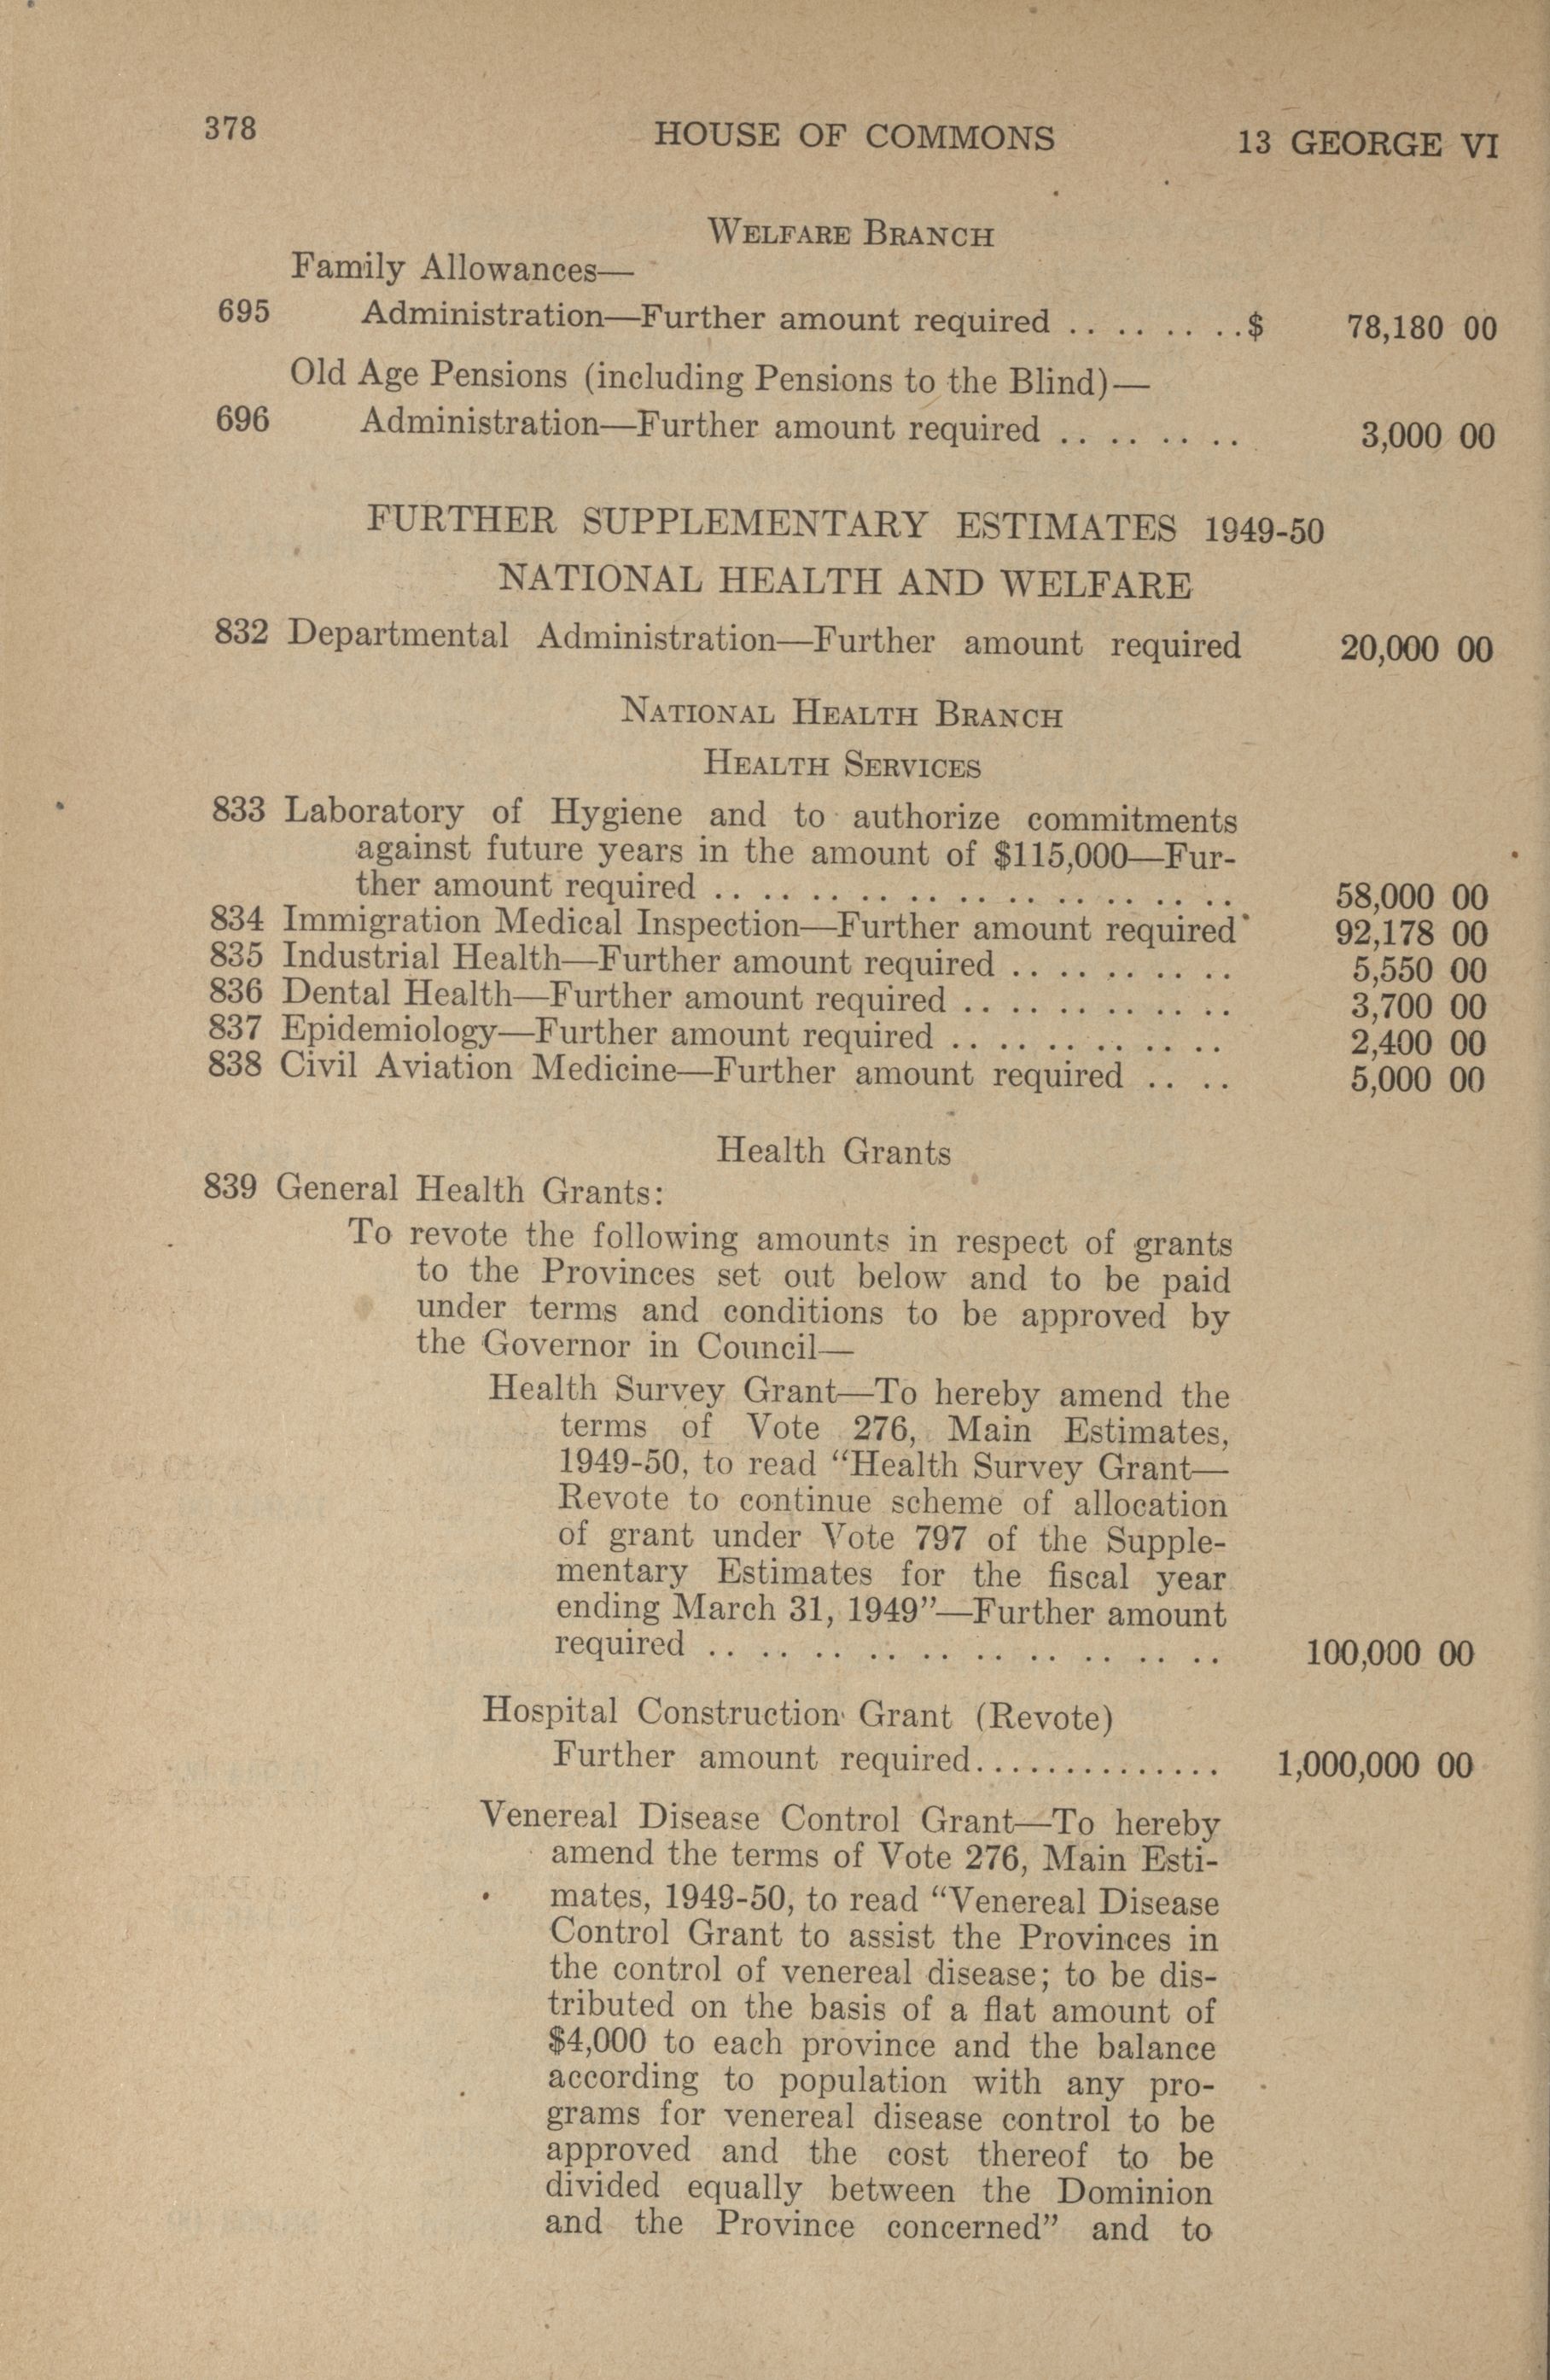 378 HOUSE OF COMMONS 13 GEORGE VI
WELFARE BRANCH
Family Allowances—
695 Administration—Further amount required . . . . . . . . $ 78,180 00
Old Age Pensions (including Pensions to the Blind)—
696 Administration—Further amount required . . . . . . . . 3,000 00
FURTHER SUPPLEMENTARY ESTIMATES 1949-50
NATIONAL HEALTH AND WELFARE
832 Departmental Administration—Further amount required 20,000 00
NATIONAL HEALTH BRANCH
HEALTH SERVICES
833 Laboratory of Hygiene and to authorize commitments
against future years in the amount of $115,000—Fur-
ther amount required . . . . . . . . . . . . . . . . . . . . . . 58,000 00
834 Immigration Medical Inspection—Further amount required 92,178 00
835 Industrial Health—Further amount required . . . . . . . . . . 5,550 00
836 Dental Health—Further amount required . . . . . . . . . . . . 3,700 00
837 Epidemiology—Further amount required . . . . . . . . . . . . 2,400 00
838 Civil Aviation Medicine—Further amount required . . . . 5,000 00
Health Grants
839 General Health Grants:
To revote the following amounts in respect of grants
to the Provinces set out below and to be paid
under terms and conditions to be approved by
the Governor in Council—
Health Survey Grant—To hereby amend the
terms of Vote 276, Main Estimates,
1949-50, to read “Health Survey Grant—
Revote to continue scheme of allocation
of grant under Vote 797 of the Supple-
mentary Estimates for the fiscal year
ending March 31, 1949”—Further amount
required . . . . . . . . . . . . . . . . . . . . 100,000 00
Hospital Construction Grant (Revote)
Further amount required............... 1,000,000 00
Venereal Disease Control Grant—To hereby
amend the terms of Vote 276, Main Esti-
mates, 1949-50, to read “Venereal Disease
Control Grant to assist the Provinces in
the control of venereal disease; to be dis-
tributed on the basis of a flat amount of
$4,000 to each province and the balance
according to population with any pro-
grams for venereal disease control to be
approved and the cost thereof to be
divided equally between the Dominion
and the Province concerned” and to